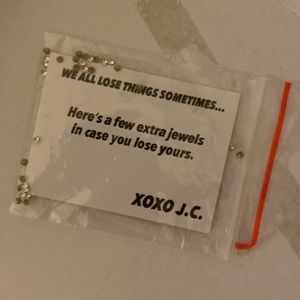 WE ALL LOSE THINGS SOMETIMES...
Here's a few extra jewels
in case you lose yours.
XOXO J.C.